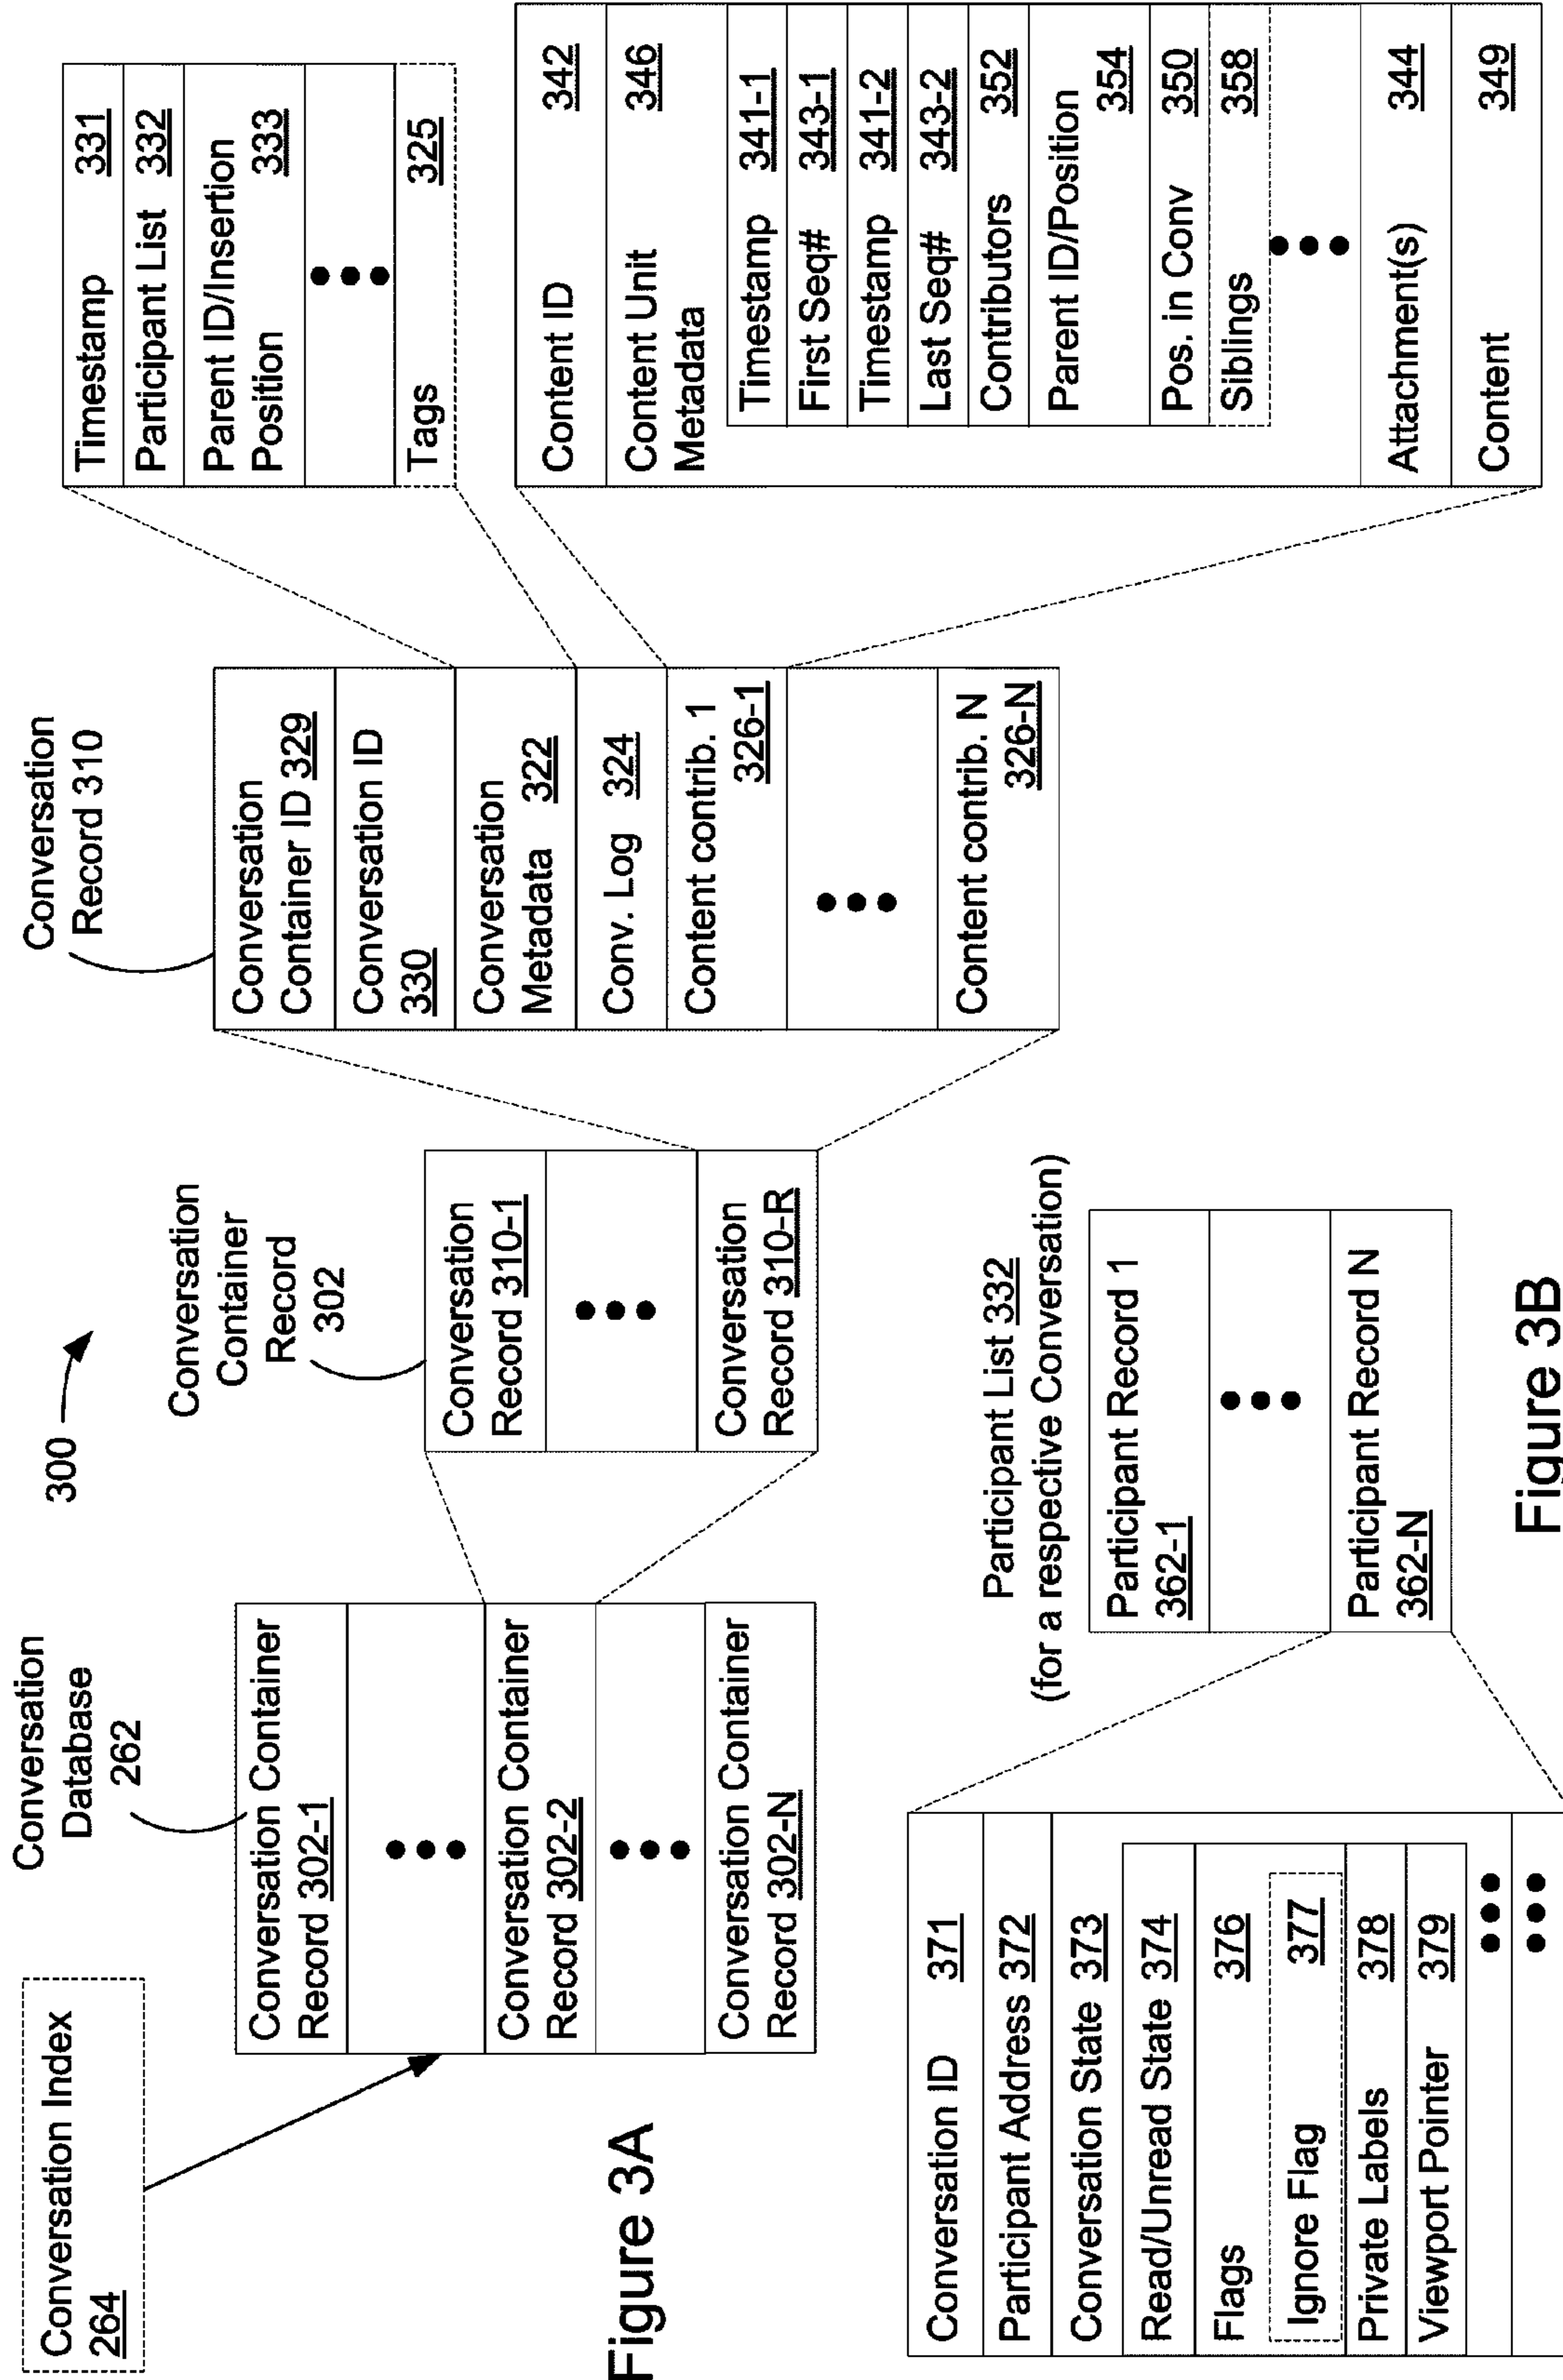 300
Conversation Index
264
Conversation
Database
262
Conversation Container
Record 302-1
Conversation Container
Record 302-2
Conversation Container
Record 302-N
Conversation
Container
Record
302
Conversation
Record 310-1
Conversation
Record 310-R
Conversation
Record 310
Conversation
Container ID 329
Conversation ID
330
Conversation
Metadata 322
Conv. Log 324
Content contrib. 1
326-1
Content contrib. N
326-N
Timestamp 331
Participant List 332
Parent ID/Insertion
Position 333
Tags 325
Content ID 342
Content Unit 346
Metadata
Timestamp 341-1
First Seq# 343-1
Timestamp 341-2
Last Seq# 343-2
Contributors 352
Parent ID/Position
354
Pos. in Conv 350
Siblings 358
Attachment(s) 344
Content 349
Figure 3A
Conversation ID 371
Participant Address 372
Conversation State 373
Read/Unread State 374
Flags 376
Ignore Flag 377
Private Labels 378
Viewport Pointer 379
Participant List 332
(for a respective Conversation)
Participant Record 1
362-1
Participant Record N
362-N
Figure 3B